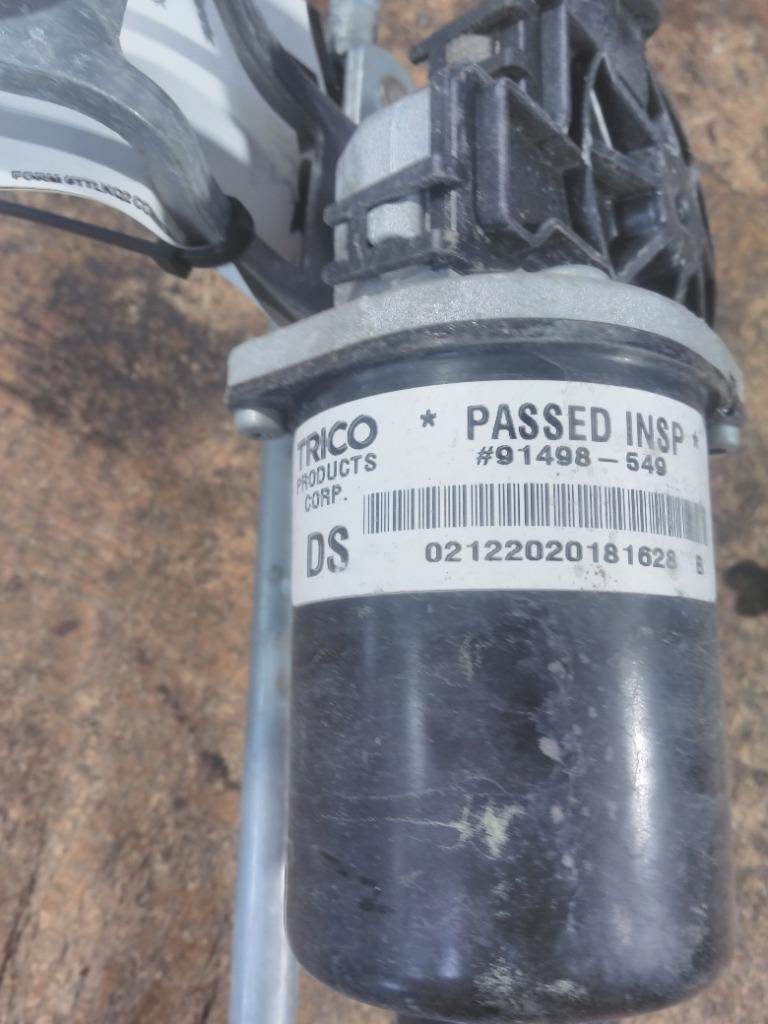 TRICO
PRODUCTS
CORP.
DS
* PASSED INSP *
#91498-549
02122020181628